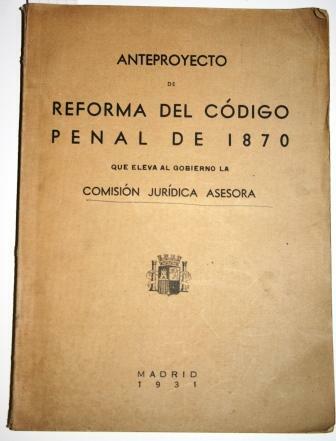 ANTEPROYECTO
DE
REFORMA DEL CÓDIGO
PENAL DE 1870
QUE ELEVA AL GOBIERNO LA
COMISIÓN JURÍDICA ASESORA
MADRID
1931